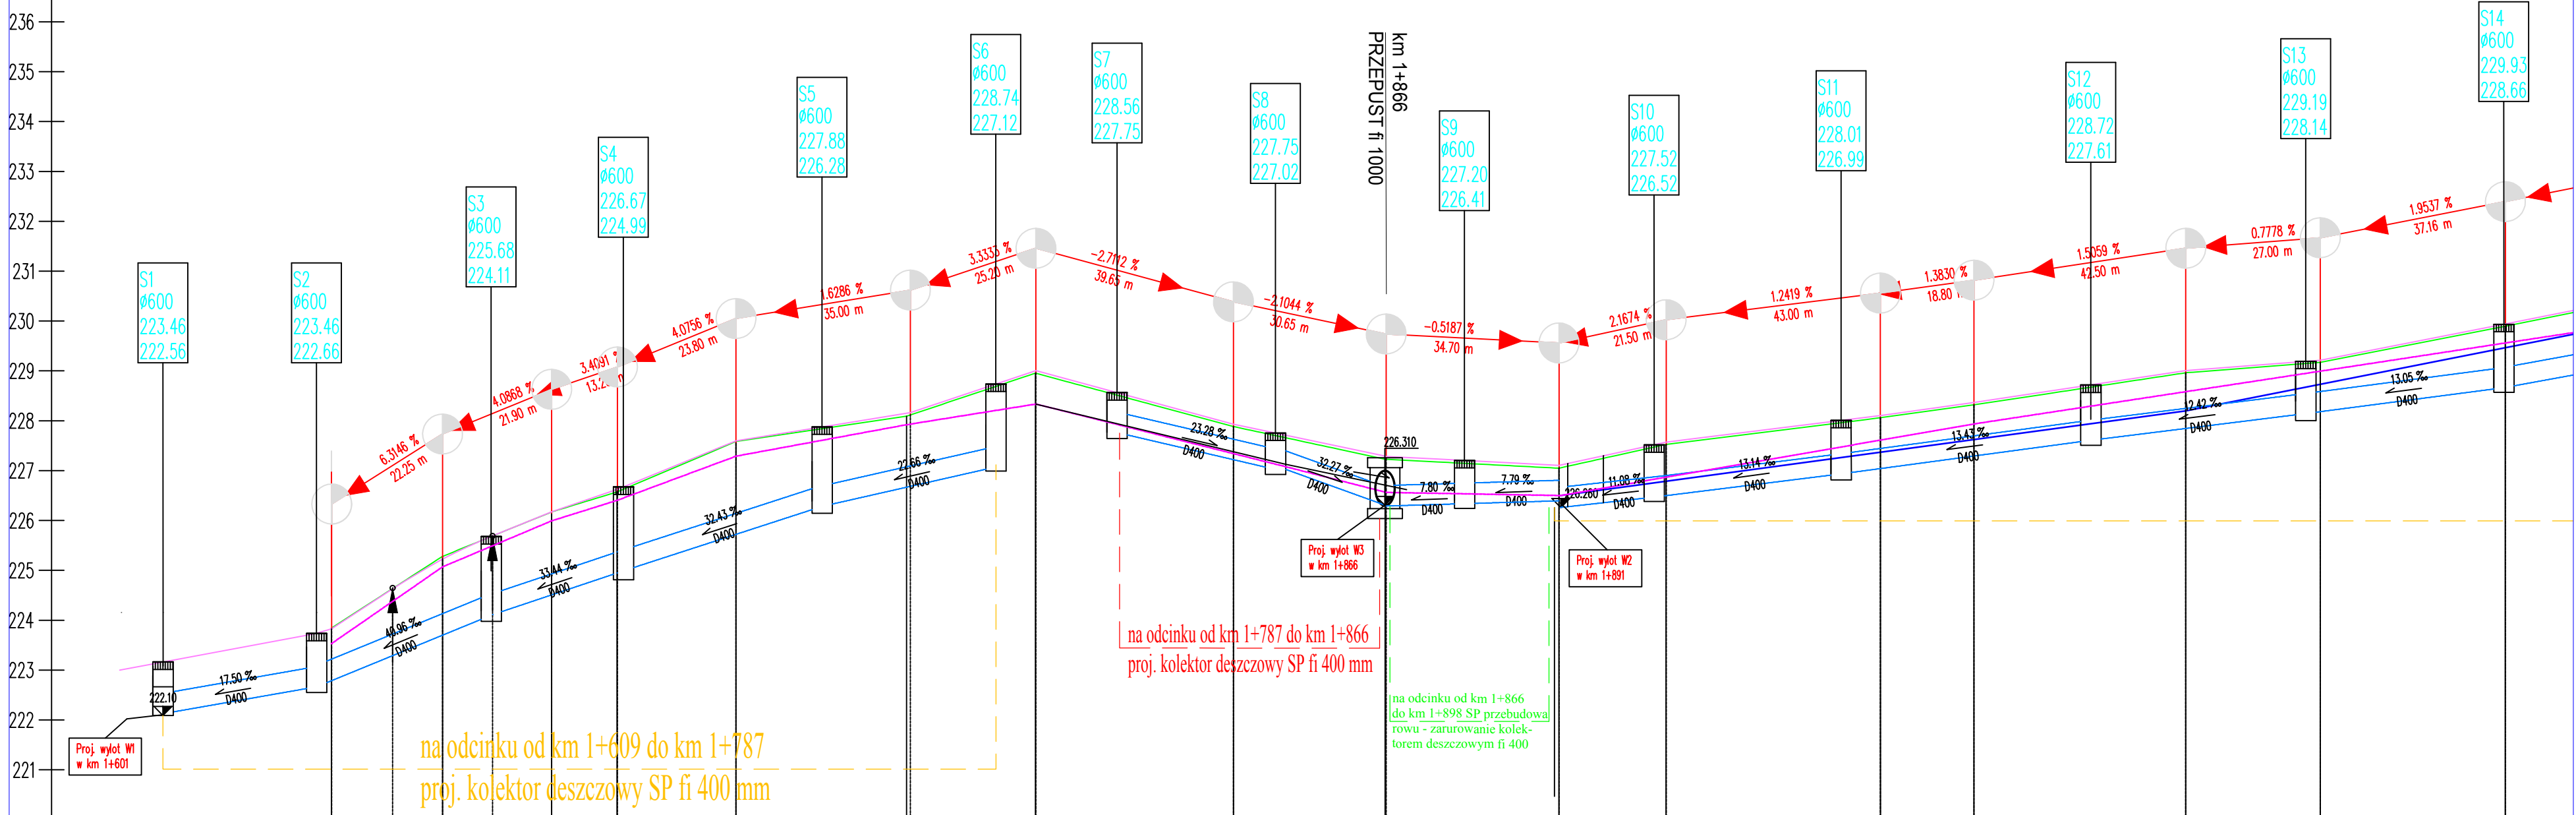 236
235
234
233
232
231
230
229
228
227
226
225
224
223
222
221
S1
ø600
223.46
222.56
S2
ø600
223.46
222.66
S3
ø600
225.68
224.11
S4
ø600
226.67
224.99
S5
ø600
227.88
226.28
S6
ø600
228.74
227.12
S7
ø600
228.56
227.75
S8
ø600
227.75
227.02
km 1+866
PRZEPUST fi 1000
S9
ø600
227.20
226.41
S10
ø600
227.52
226.52
S11
ø600
228.01
226.99
S12
ø600
228.72
227.61
S13
ø600
229.19
228.14
S14
ø600
229.93
228.66
6.3146 %
22.25 m
4.0868 %
21.90 m
3.4091 %
4.0756 %
23.80 m
1.6286 %
35.00 m
3.3333 %
25.20 m
-2.7112 %
39.65 m
-2.1044 %
30.65 m
-0.5187 %
34.70 m
2.1674 %
21.50 m
1.2419 %
43.00 m
1.3830 %
18.80
1.5059 %
42.50 m
0.7778 %
27.00 m
1.9537 %
37.16 m
17.50 ‰
D400
40.96 ‰
D400
33.44 ‰
D400
32.43 ‰
D400
22.66 ‰
D400
23.28 ‰
D400
32.27 ‰
D400
7.80 ‰
D400
7.79 ‰
D400
11.08 ‰
D400
13.14 ‰
D400
13.43 ‰
D400
12.42 ‰
D400
13.05 ‰
D400
222.10
226.310
226.260
Proj. wylot W1
w km 1+601
Proj. wylot W3
w km 1+866
Proj. wylot W2
w km 1+891
na odcinku od km 1+609 do km 1+787
proj. kolektor deszczowy SP fi 400 mm
na odcinku od km 1+787 do km 1+866
proj. kolektor deszczowy SP fi 400 mm
na odcinku od km 1+866
do km 1+898 SP przebudowa
rowu - zarurowanie kolek-
torem deszczowym fi 400